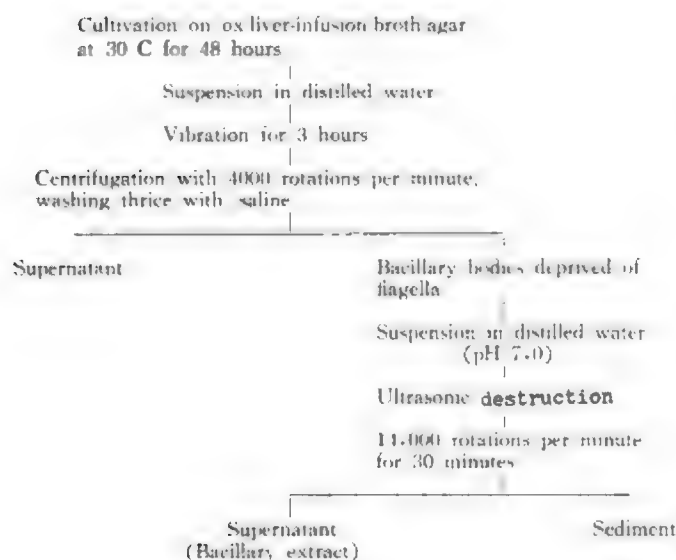 Cultivation on ox liver-infusion broth agar
at 30 C for 48 hours
Suspension in distilled water
Vibration for 3 hours
Centrifugation with 4000 rotations per minute,
washing thrice with saline
Supernatant
Bacillary bodies deprived of
flagella
Suspension in distilled water
(pH 7.0)
Ultrasonic destruction
11,000 rotations per minute
for 30 minutes
Supernatant
(Bacillary extract)
Sediment